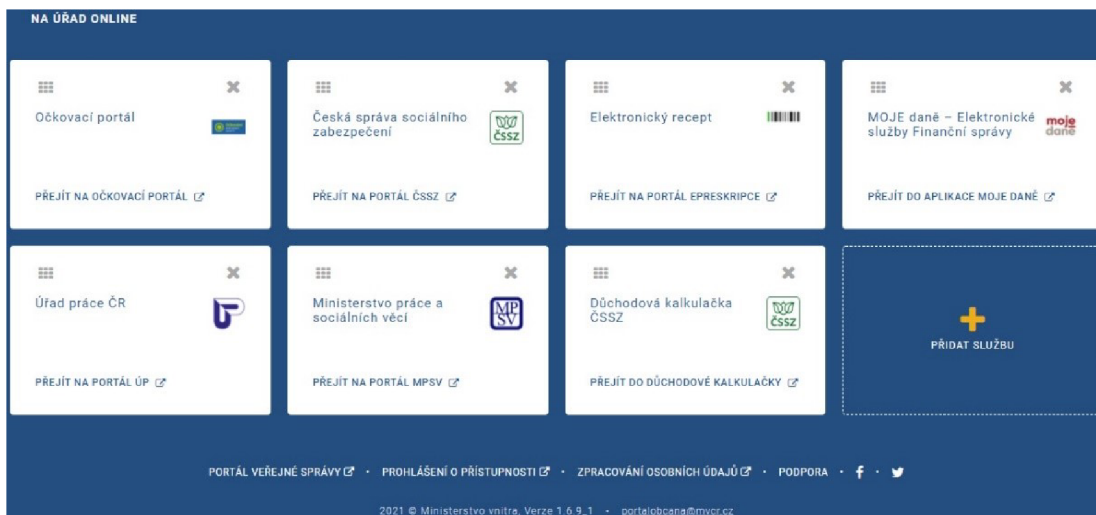 NA ÚŘAD ONLINE
Očkovací portál
PŘEJÍT NA OČKOVACÍ PORTÁL
Česká správa sociálního
zabezpečení
ČSSZ
PŘEJÍT NA PORTÁL ČSSZ
Elektronický recept
PŘEJÍT NA PORTÁL EPRESKRIPCE
MOJE daně – Elektronické
služby Finanční správy
moje
daně
PŘEJÍT DO APLIKACE MOJE DANĚ
Úřad práce ČR
PŘEJÍT NA PORTÁL ÚP
Ministerstvo práce a
sociálních věcí
MP
SV
PŘEJÍT NA PORTÁL MPSV
Důchodová kalkulačka
ČSSZ
ČSSZ
PŘEJÍT DO DŮCHODOVÉ KALKULAČKY
PŘIDAT SLUŽBU
PORTÁL VEŘEJNÉ SPRÁVY · PROHLÁŠENÍ O PŘÍSTUPNOSTI · ZPRACOVÁNÍ OSOBNÍCH ÚDAJŮ · PODPORA
2021 © Ministerstvo vnitra, Verze 1.6.9_1 • portalobcana@mvcr.cz